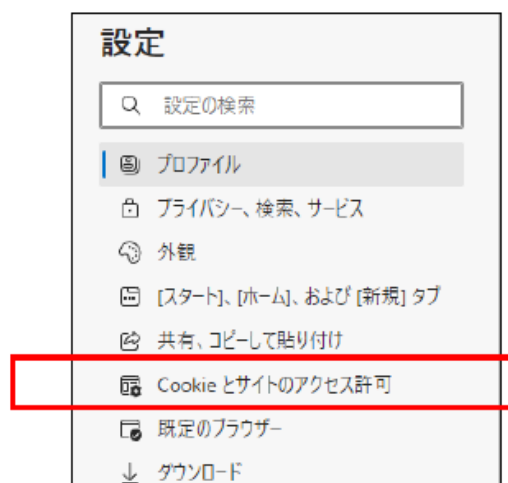 設定
設定の検索
プロファイル
プライバシー、検索、サービス
外観
[スタート]、[ホーム]、および [新規] タブ
共有、コピーして貼り付け
Cookie とサイトのアクセス許可
既定のブラウザー
ダウンロード